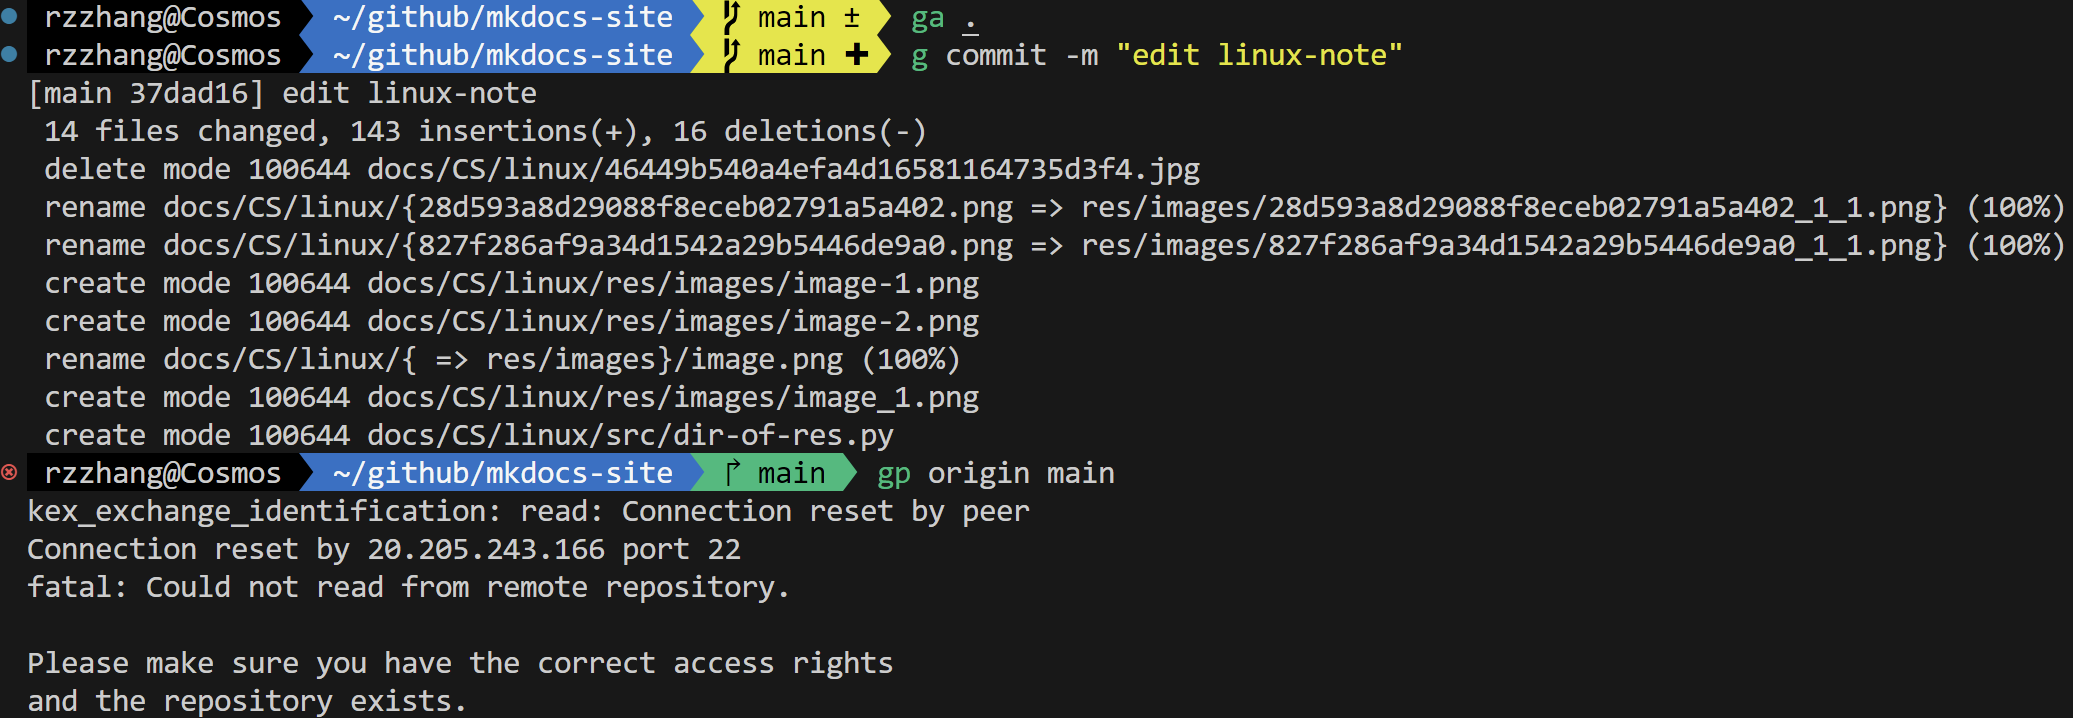 rzzhang@Cosmos ~/github/mkdocs-site main ± ga .
rzzhang@Cosmos ~/github/mkdocs-site main ✚ g commit -m "edit linux-note"
[main 37dad16] edit linux-note
14 files changed, 143 insertions(+), 16 deletions(-)
delete mode 100644 docs/CS/linux/46449b540a4efa4d16581164735d3f4.jpg
rename docs/CS/linux/{28d593a8d29088f8eceb02791a5a402.png => res/images/28d593a8d29088f8eceb02791a5a402_1_1.png} (100%)
rename docs/CS/linux/{827f286af9a34d1542a29b5446de9a0.png => res/images/827f286af9a34d1542a29b5446de9a0_1_1.png} (100%)
create mode 100644 docs/CS/linux/res/images/image-1.png
create mode 100644 docs/CS/linux/res/images/image-2.png
rename docs/CS/linux/{ => res/images}/image.png (100%)
create mode 100644 docs/CS/linux/res/images/image_1.png
create mode 100644 docs/CS/linux/src/dir-of-res.py
rzzhang@Cosmos ~/github/mkdocs-site main gp origin main
kex_exchange_identification: read: Connection reset by peer
Connection reset by 20.205.243.166 port 22
fatal: Could not read from remote repository.
Please make sure you have the correct access rights
and the repository exists.